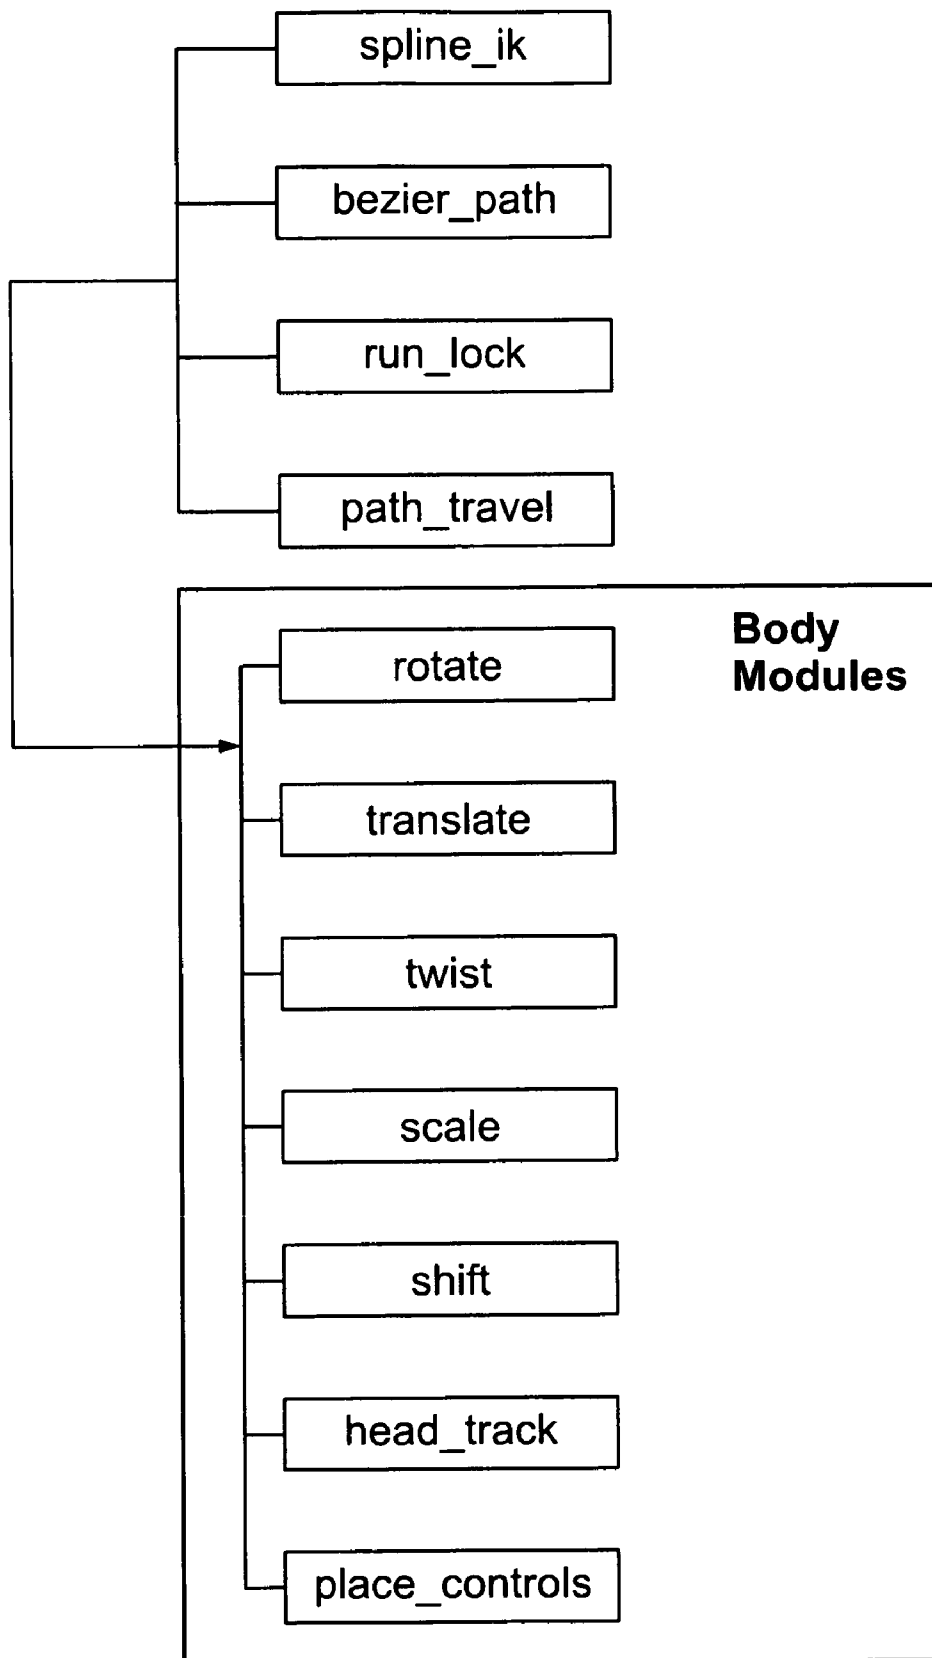 spline_ik
bezier_path
run_lock
path_travel
Body
Modules
rotate
translate
twist
scale
shift
head_track
place_controls